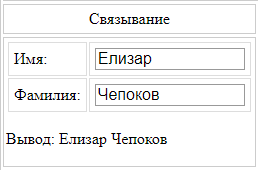 Связывание
Имя: Елизар
Фамилия: Чепоков
Вывод: Елизар Чепоков